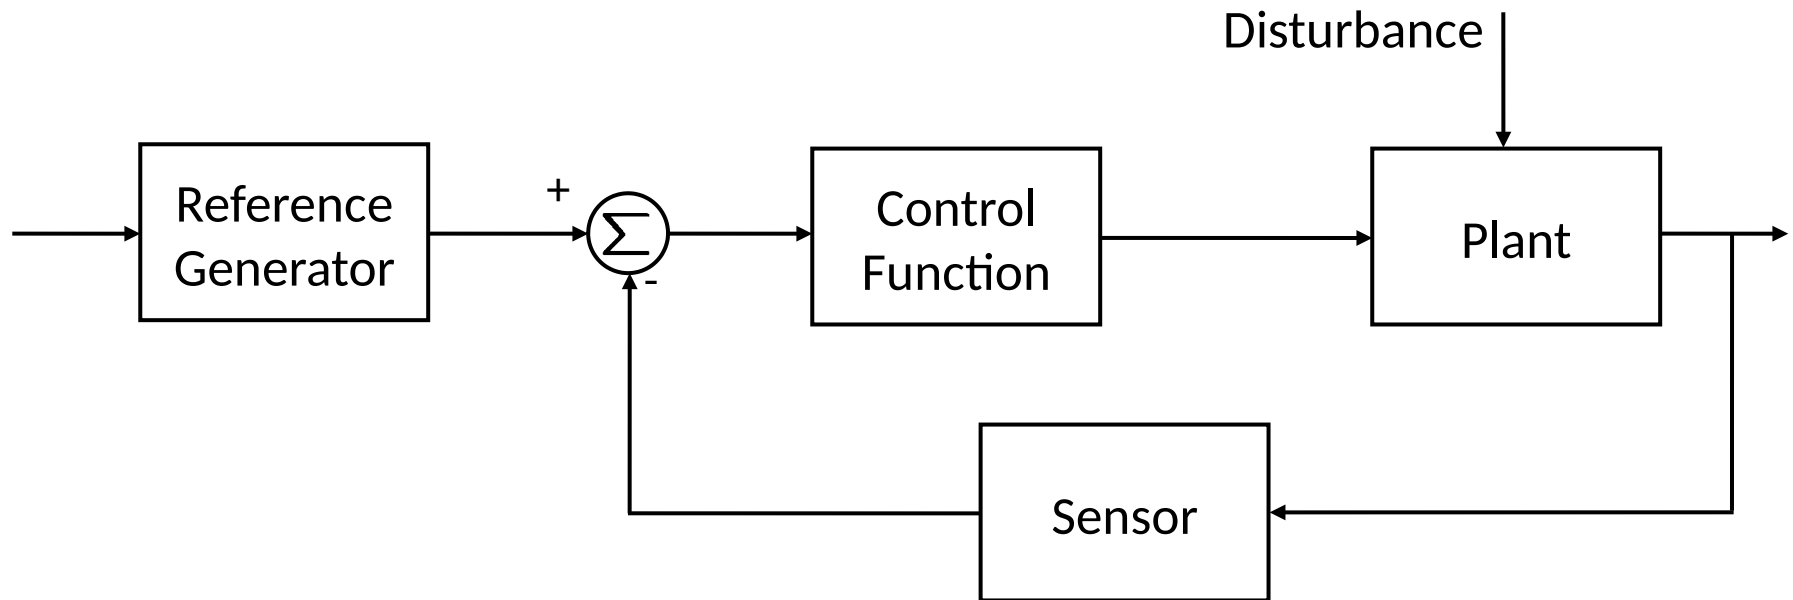 Disturbance
Reference
Generator
+
Σ
-
Control
Function
Plant
Sensor